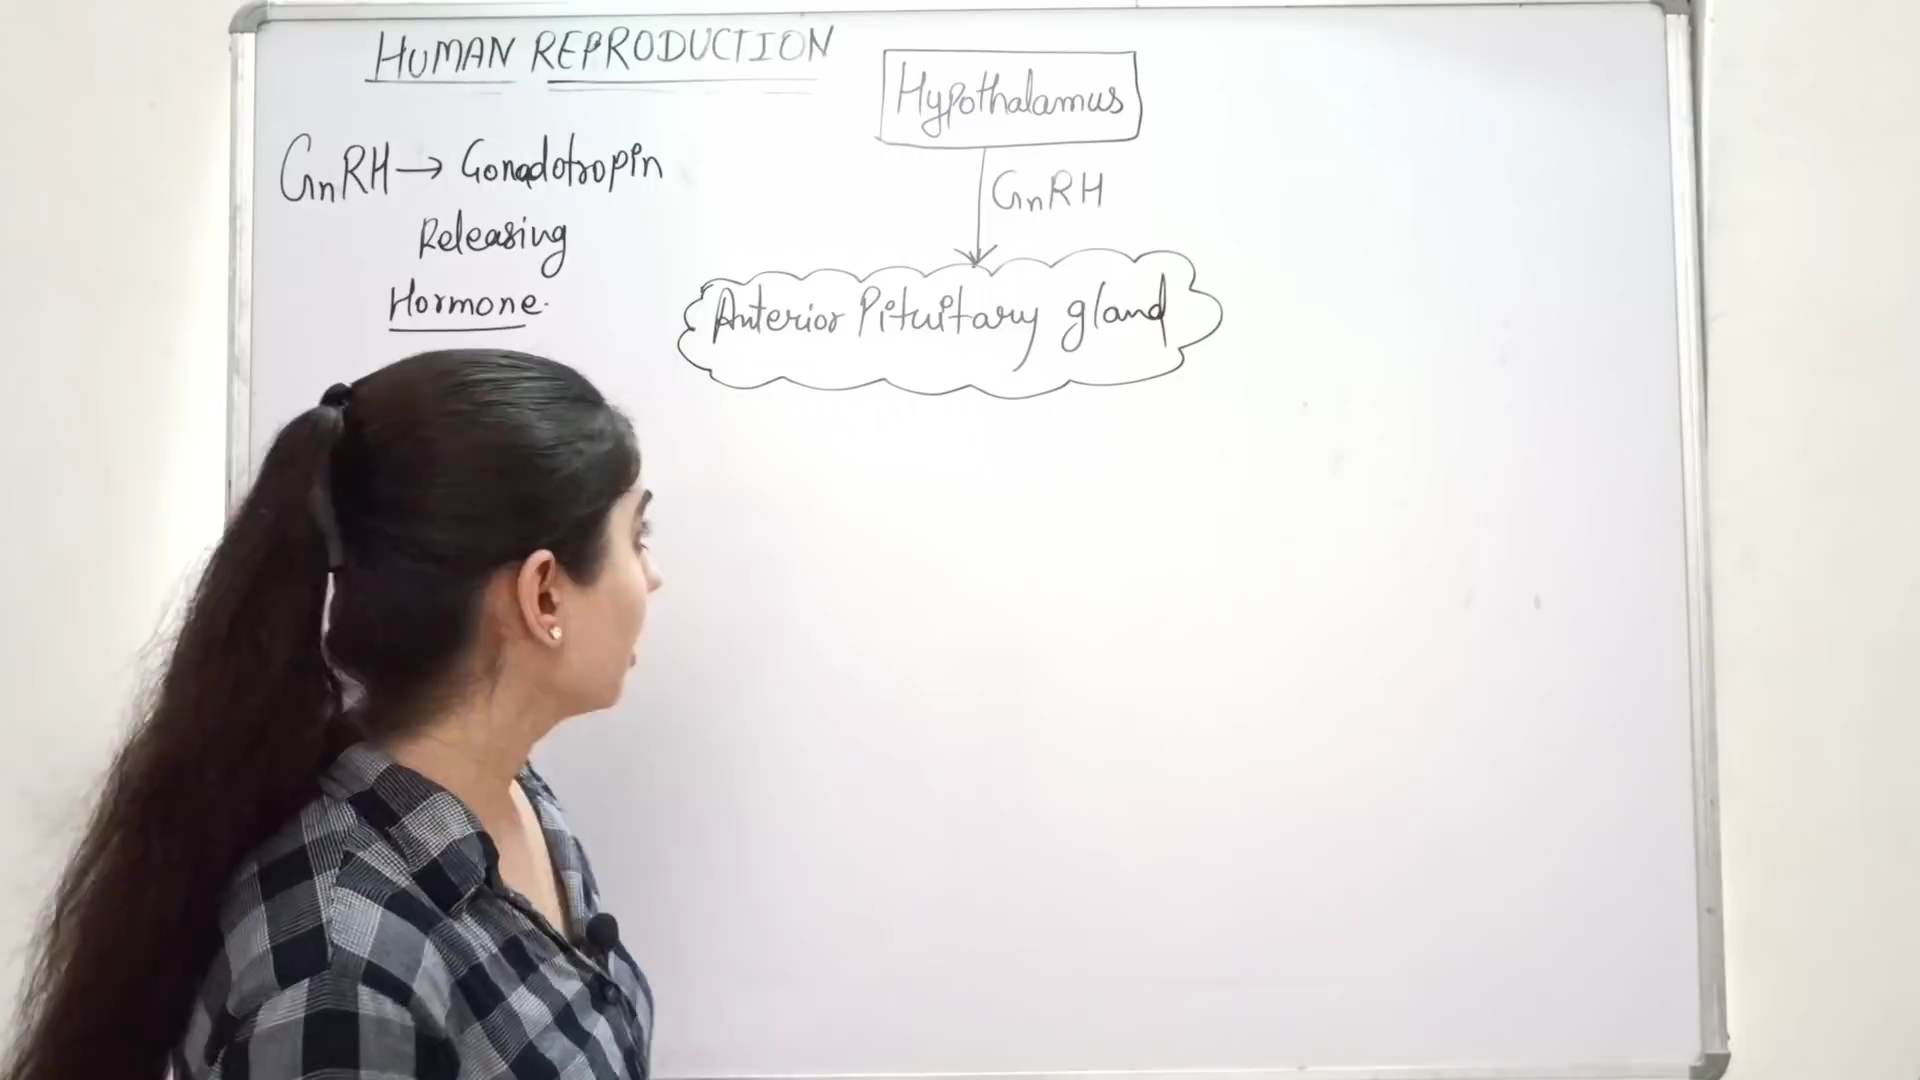 HUMAN REPRODUCTION
GnRH → Gonadotropin
Releasing
Hormone.
Hypothalamus
GnRH
Anterior Pituitary gland